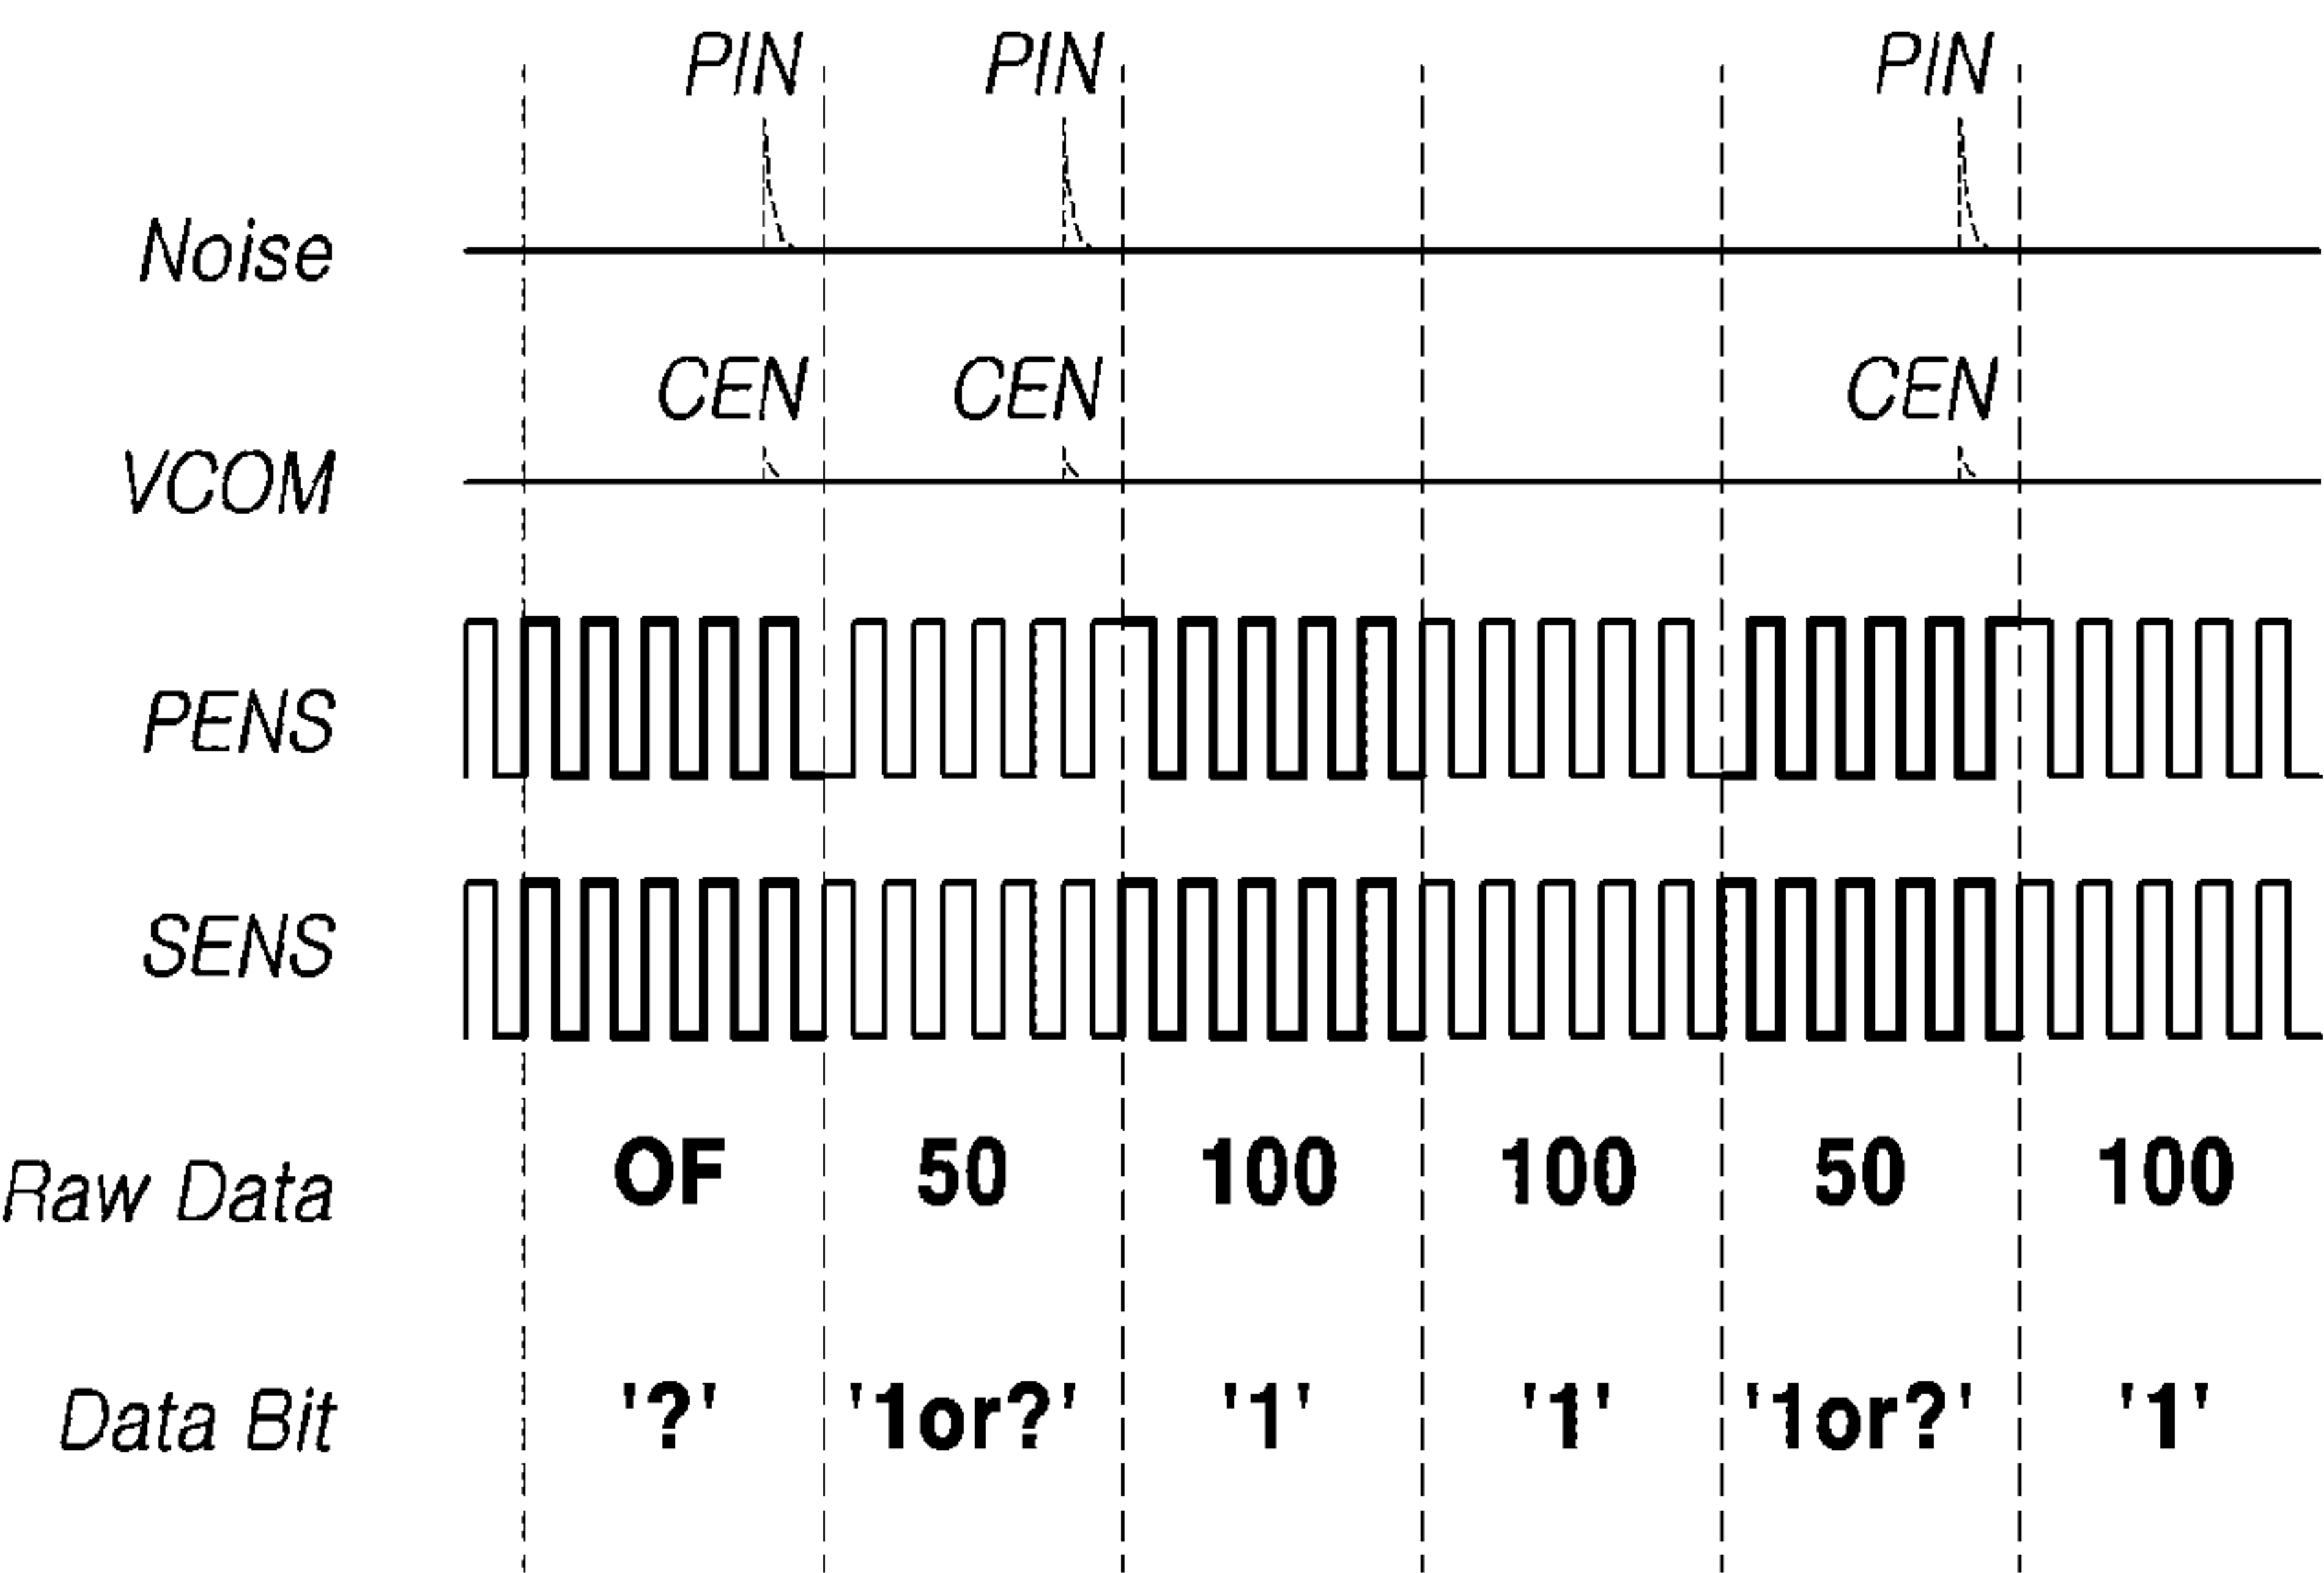 PIN PIN PIN
Noise
CEN CEN CEN
VCOM
PENS
SENS
Raw Data OF 50 100 100 50 100
Data Bit '?' '1or?' '1' '1' '1or?' '1'